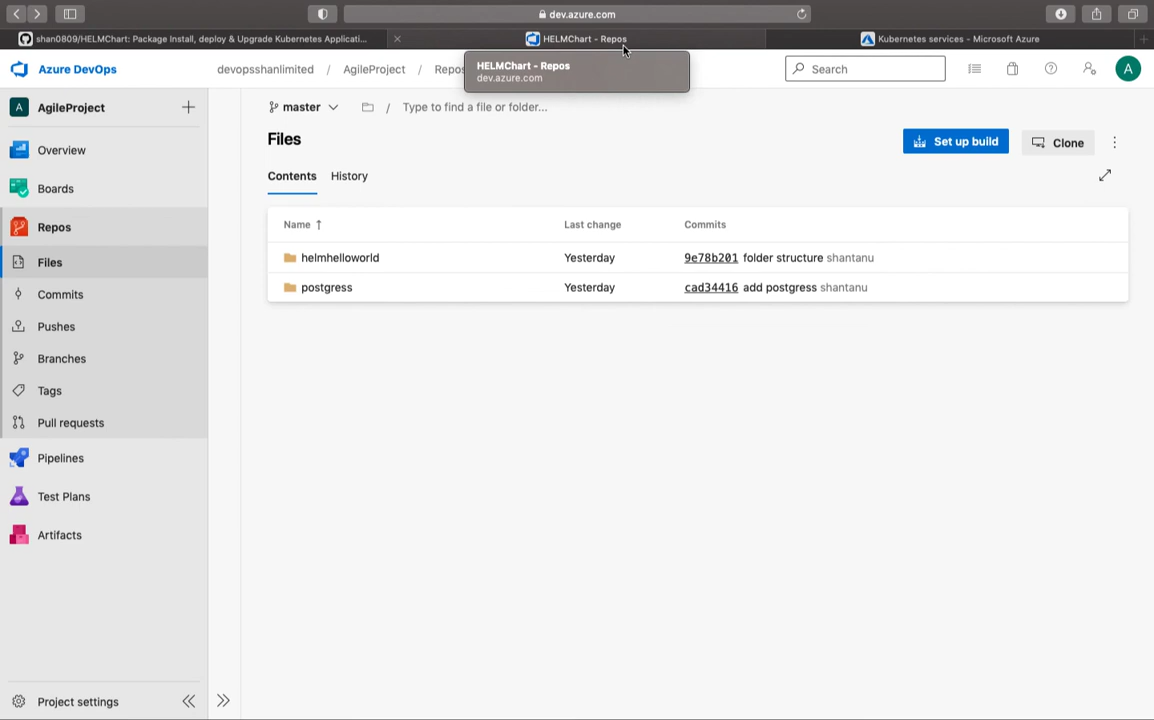 dev.azure.com
shan0809/HELMChart: Package Install, deploy & Upgrade Kubernetes Applicati...
HELMChart - Repos
Kubernetes services - Microsoft Azure
Azure DevOps
devopsshanlimited / AgileProject / Repos
HELMChart - Repos
dev.azure.com
Search
A
A AgileProject
master / Type to find a file or folder...
Files
Set up build
Clone
Overview
Contents History
Boards
Repos
Name ↑ Last change Commits
Files
helmhelloworld Yesterday 9e78b201 folder structure shantanu
Commits
postgress Yesterday cad34416 add postgress shantanu
Pushes
Branches
Tags
Pull requests
Pipelines
Test Plans
Artifacts
Project settings